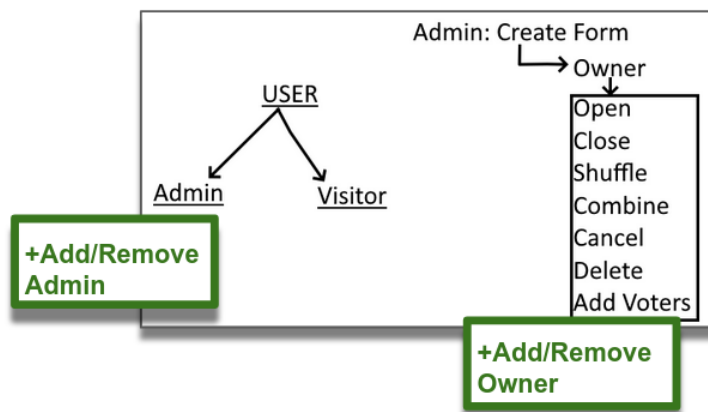 Admin: Create Form
Owner
USER
Open
Close
Shuffle
Combine
Cancel
Delete
Add Voters
Admin
Visitor
+Add/Remove
Admin
+Add/Remove
Owner